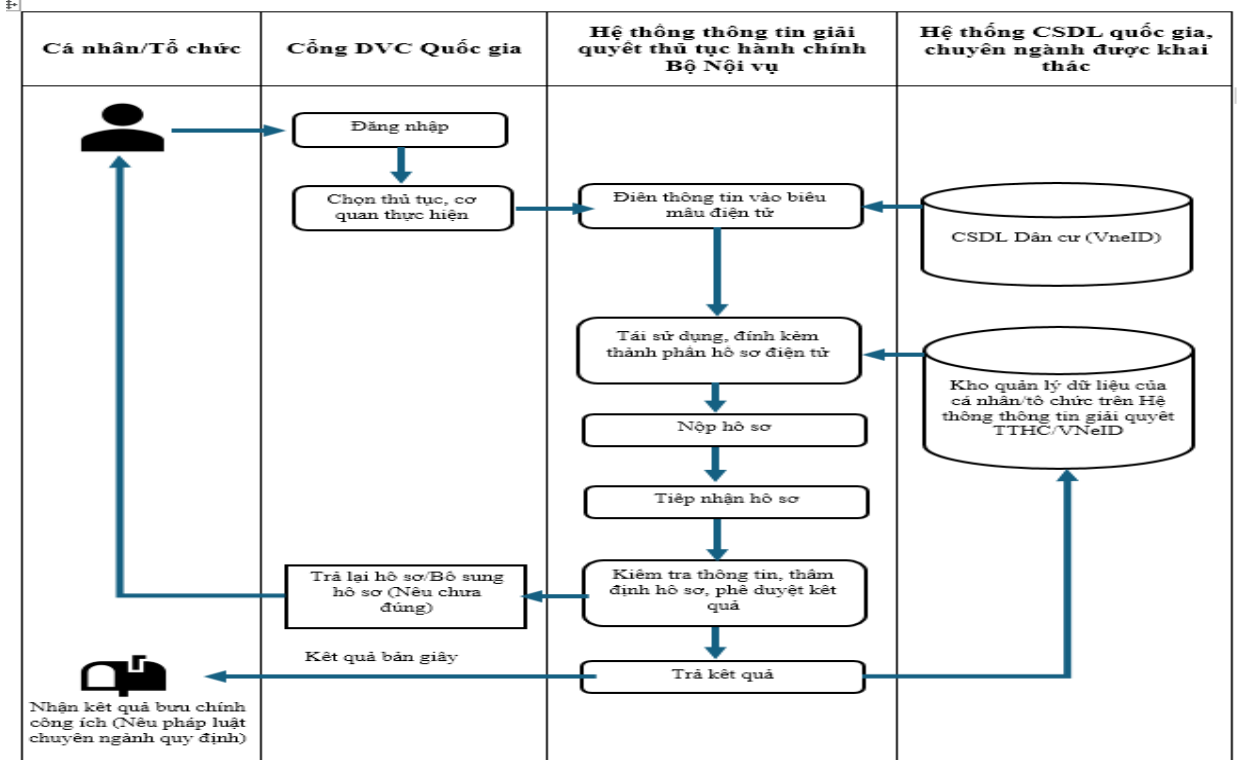 Cá nhân/Tổ chức
Cổng DVC Quốc gia
Hệ thống thông tin giải
quyết thủ tục hành chính
Bộ Nội vụ
Hệ thống CSDL quốc gia,
chuyên ngành được khai
thác
Đăng nhập
Chọn thủ tục, cơ
quan thực hiện
Điền thông tin vào biểu
mẫu điện tử
CSDL Dân cư (VneID)
Tái sử dụng, đính kèm
thành phần hồ sơ điện tử
Kho quản lý dữ liệu của
cá nhân/tổ chức trên Hệ
thống thông tin giải quyết
TTHC/VNeID
Nộp hồ sơ
Tiếp nhận hồ sơ
Trả lại hồ sơ/Bổ sung
hồ sơ (Nếu chưa
đúng)
Kiểm tra thông tin, thẩm
định hồ sơ, phê duyệt kết
quả
Kết quả bản giấy
Trả kết quả
Nhận kết quả bưu chính
công ích (Nếu pháp luật
chuyên ngành quy định)